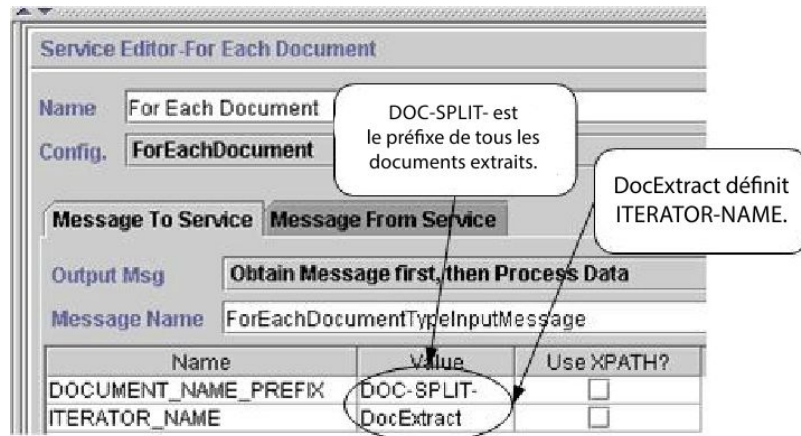 Service Editor-For Each Document
Name For Each Document
Config. ForEachDocument
DOC-SPLIT- est
le préfixe de tous les
documents extraits.
DocExtract définit
ITERATOR-NAME.
Message To Service Message From Service
Output Msg Obtain Message first, then Process Data
Message Name ForEachDocumentTypeInputMessage
Name Value Use XPATH?
DOCUMENT_NAME_PREFIX DOC-SPLIT-
ITERATOR_NAME DocExtract